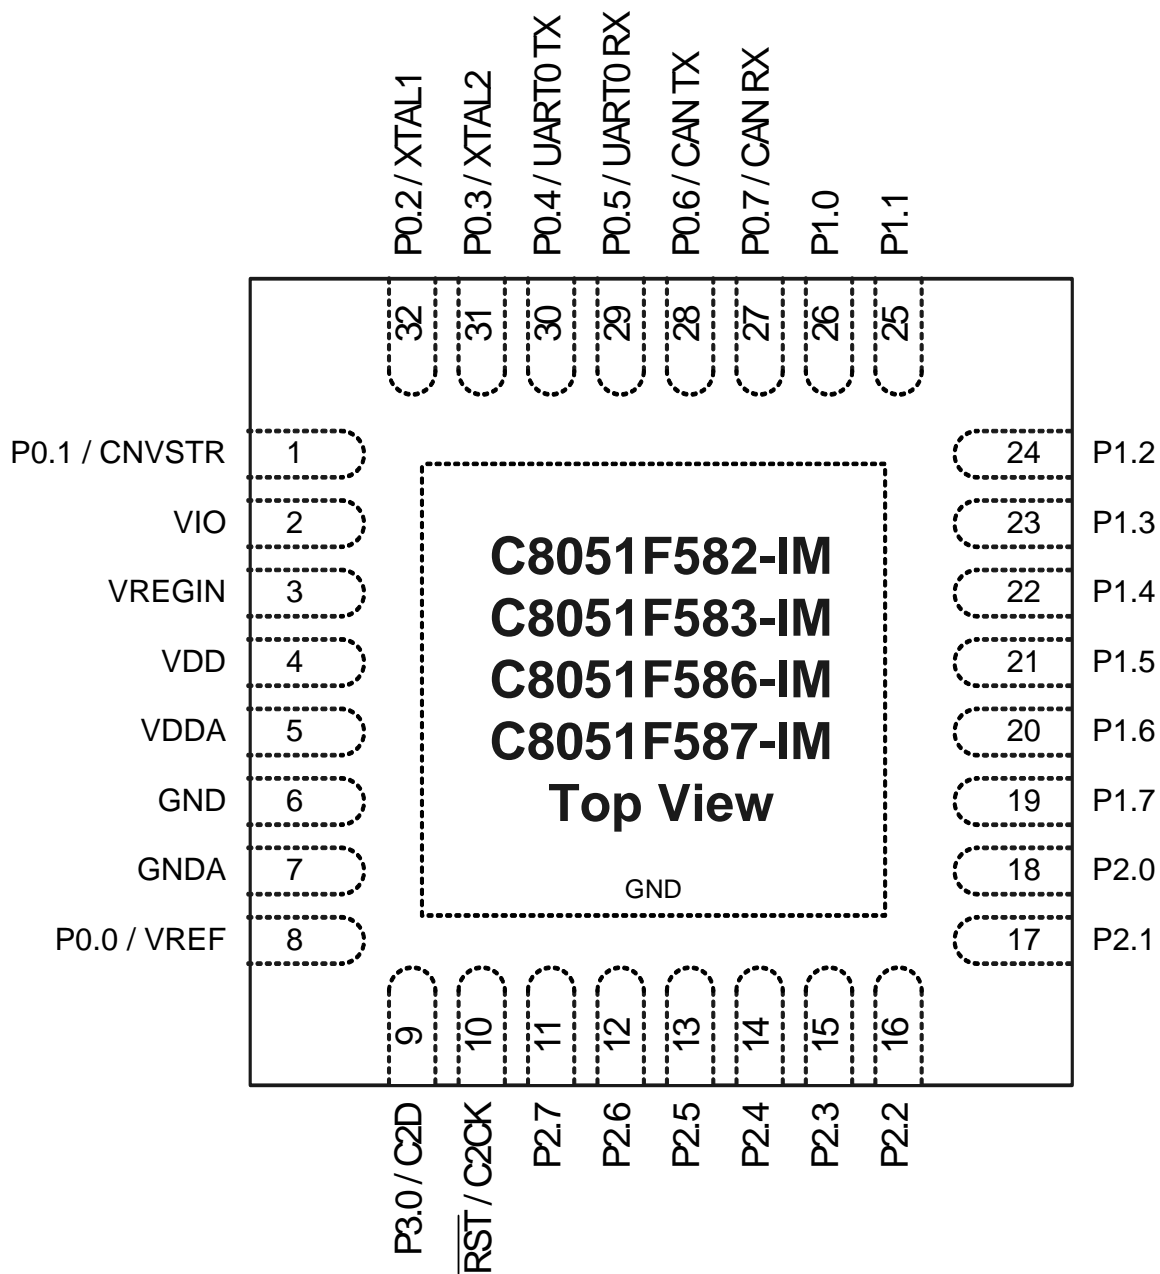 P0.2 / XTAL1
P0.3 / XTAL2
P0.4 / UART0 TX
P0.5 / UART0 RX
P0.6 / CAN TX
P0.7 / CAN RX
P1.0
P1.1
32
31
30
29
28
27
26
25
P0.1 / CNVSTR
1
VIO
2
VREGIN
3
VDD
4
VDDA
5
GND
6
GNDA
7
P0.0 / VREF
8
C8051F582-IM
C8051F583-IM
C8051F586-IM
C8051F587-IM
Top View
GND
24
P1.2
23
P1.3
22
P1.4
21
P1.5
20
P1.6
19
P1.7
18
P2.0
17
P2.1
9
10
11
12
13
14
15
16
P3.0 / C2D
RST / C2CK
P2.7
P2.6
P2.5
P2.4
P2.3
P2.2